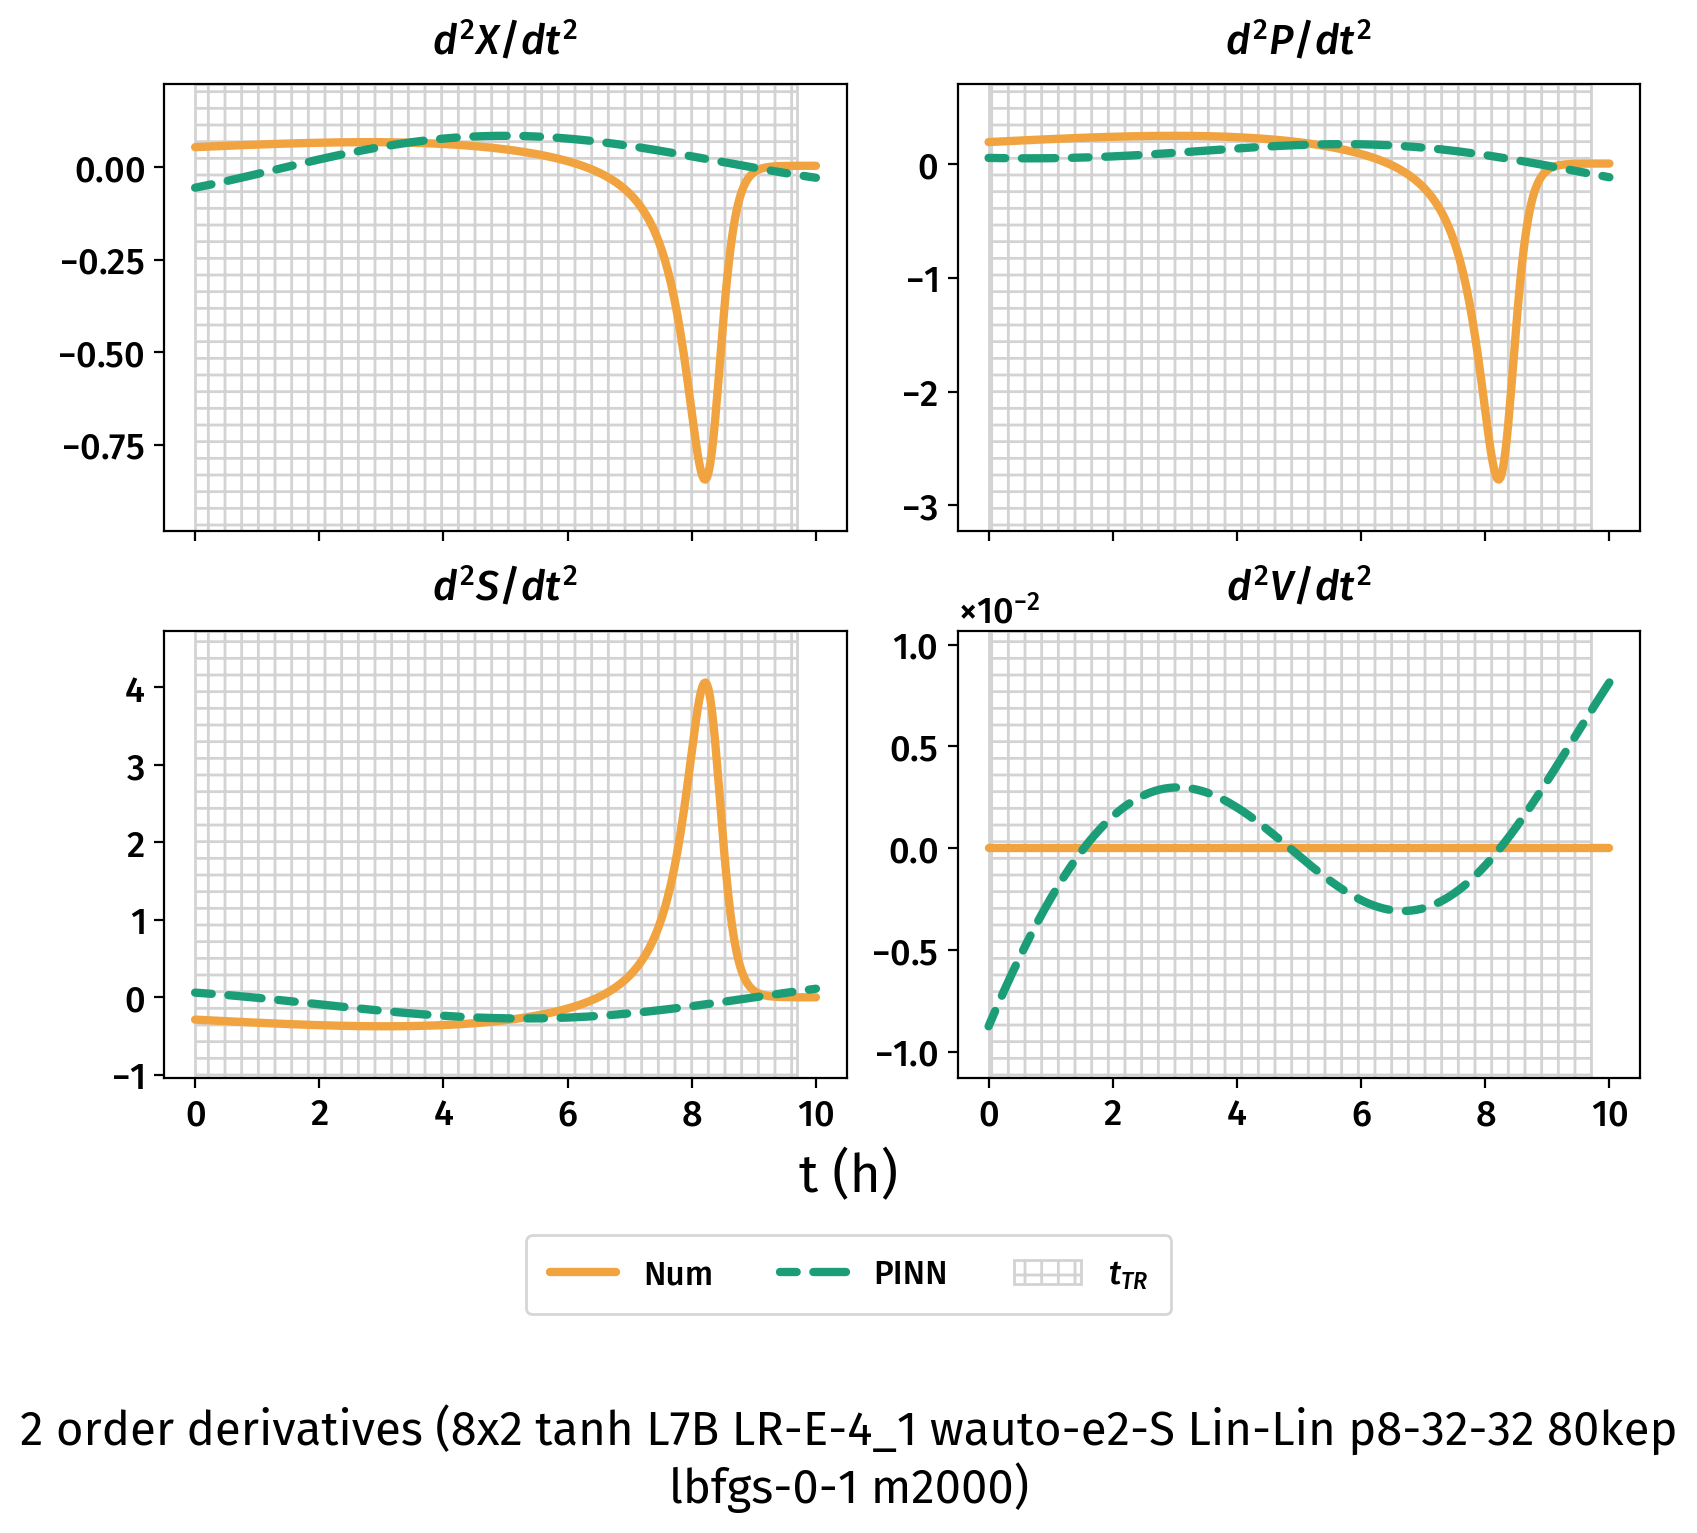 d²X/dt²
d²P/dt²
0.00
−0.25
−0.50
−0.75
0
−1
−2
−3
d²S/dt²
d²V/dt²
×10⁻²
4
3
2
1
0
−1
1.0
0.5
0.0
−0.5
−1.0
0 2 4 6 8 10
0 2 4 6 8 10
t (h)
Num PINN t_TR
2 order derivatives (8x2 tanh L7B LR-E-4_1 wauto-e2-S Lin-Lin p8-32-32 80kep
lbfgs-0-1 m2000)